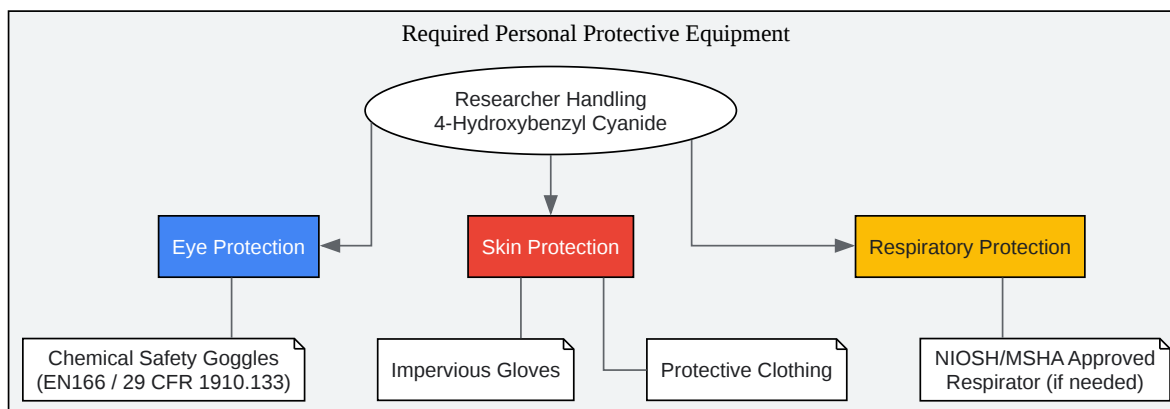 Required Personal Protective Equipment
Researcher Handling
4-Hydroxybenzyl Cyanide
Eye Protection
Skin Protection
Respiratory Protection
Chemical Safety Goggles
(EN166 / 29 CFR 1910.133)
Impervious Gloves
Protective Clothing
NIOSH/MSHA Approved
Respirator (if needed)